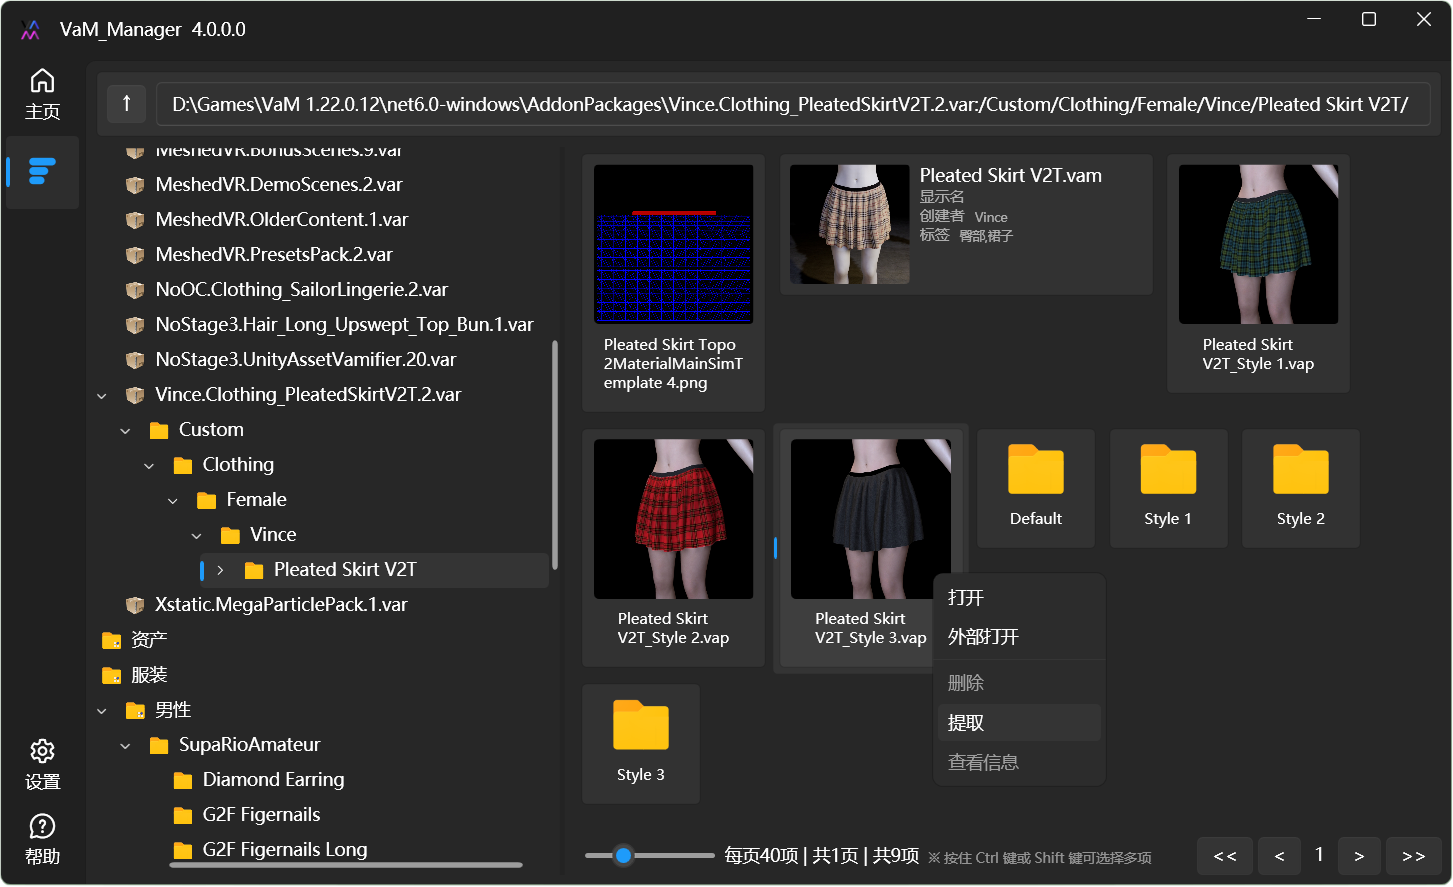 VaM_Manager 4.0.0.0
主页
设置
帮助
↑
D:\Games\VaM 1.22.0.12\net6.0-windows\AddonPackages\Vince.Clothing_PleatedSkirtV2T.2.var:/Custom/Clothing/Female/Vince/Pleated Skirt V2T/
MeshedVR.BonusScenes.9.var
MeshedVR.DemoScenes.2.var
MeshedVR.OlderContent.1.var
MeshedVR.PresetsPack.2.var
NoOC.Clothing_SailorLingerie.2.var
NoStage3.Hair_Long_Upswept_Top_Bun.1.var
NoStage3.UnityAssetVamifier.20.var
Vince.Clothing_PleatedSkirtV2T.2.var
Custom
Clothing
Female
Vince
Pleated Skirt V2T
Xstatic.MegaParticlePack.1.var
资产
服装
男性
SupaRioAmateur
Diamond Earring
G2F Figernails
G2F Figernails Long
Pleated Skirt Topo
2MaterialMainSimT
emplate 4.png
Pleated Skirt V2T.vam
显示名
创建者 Vince
标签 臀部,裙子
Pleated Skirt
V2T_Style 1.vap
Pleated Skirt
V2T_Style 2.vap
Pleated Skirt
V2T_Style 3.vap
Default
Style 1
Style 2
Style 3
打开
外部打开
删除
提取
查看信息
每页40项 | 共1页 | 共9项 ※ 按住 Ctrl 键或 Shift 键可选择多项
<< < 1 > >>